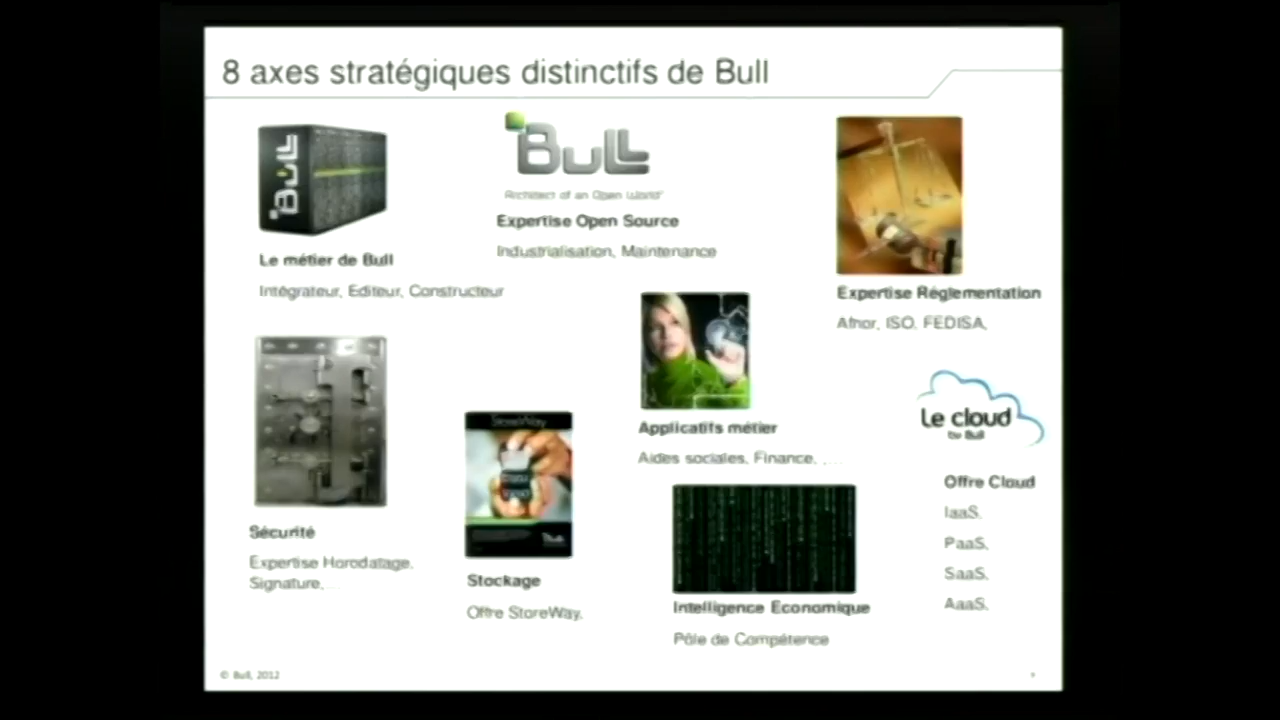 8 axes stratégiques distinctifs de Bull
Bull
Bull
Architect of an Open World
Expertise Open Source
Industrialisation, Maintenance
Le métier de Bull
Intégrateur, Editeur, Constructeur
Expertise Réglementation
Afnor, ISO, FEDISA,
Applicatifs métier
Aides sociales, Finance, ,...
Le cloud
by Bull
Offre Cloud
IaaS,
PaaS,
SaaS,
AaaS,
Sécurité
Expertise Horodatage,
Signature,
StoreWay
Bull
Stockage
Offre StoreWay,
Intelligence Economique
Pôle de Compétence
© Bull, 2012